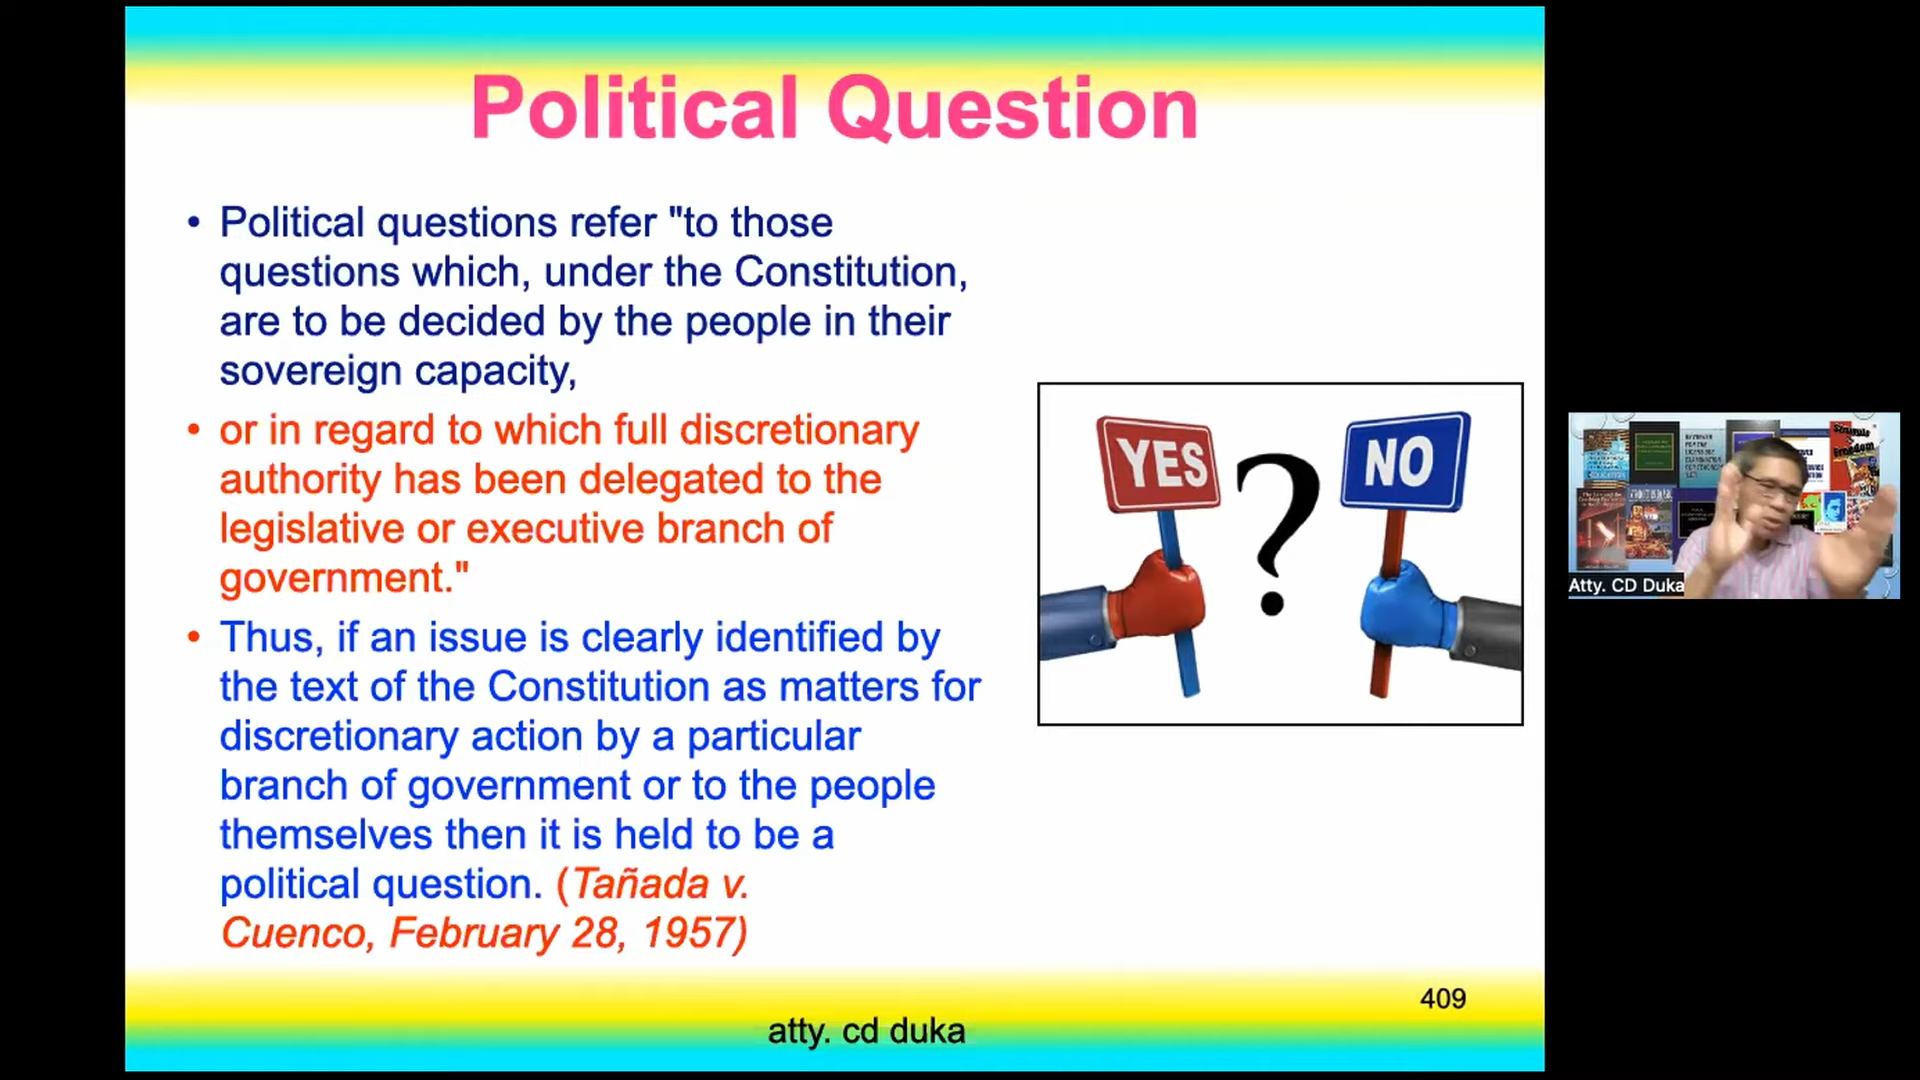 Political Question
• Political questions refer "to those
questions which, under the Constitution,
are to be decided by the people in their
sovereign capacity,
• or in regard to which full discretionary
authority has been delegated to the
legislative or executive branch of
government."
• Thus, if an issue is clearly identified by
the text of the Constitution as matters for
discretionary action by a particular
branch of government or to the people
themselves then it is held to be a
political question. (Tañada v.
Cuenco, February 28, 1957)
YES
?
NO
409
atty. cd duka
Atty. CD Duka